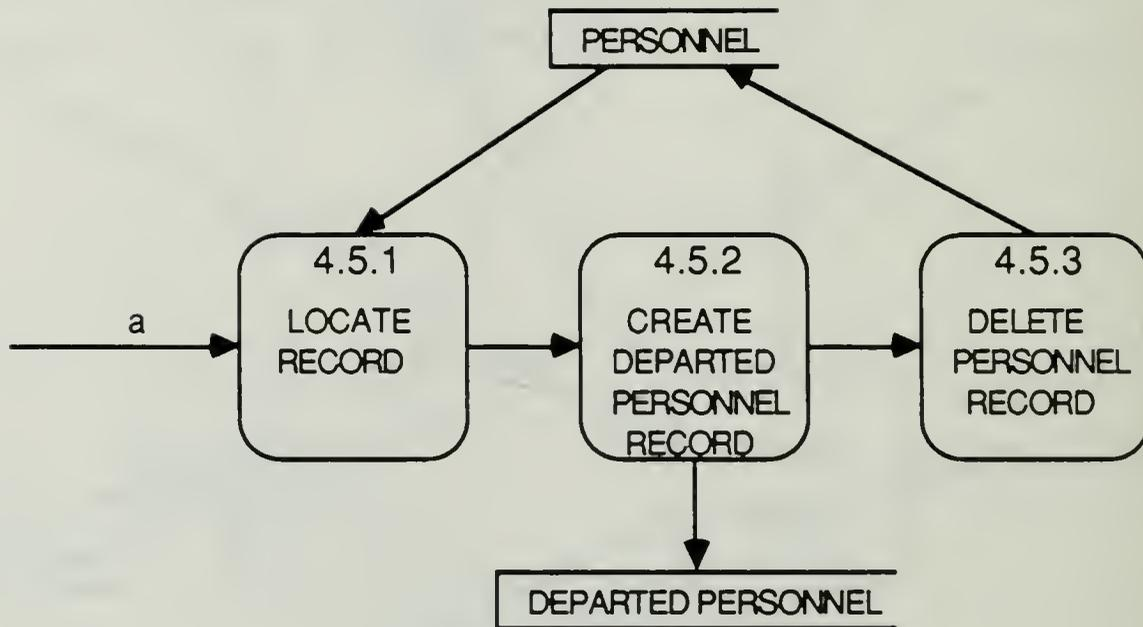 PERSONNEL
a
4.5.1
LOCATE
RECORD
4.5.2
CREATE
DEPARTED
PERSONNEL
RECORD
4.5.3
DELETE
PERSONNEL
RECORD
DEPARTED PERSONNEL